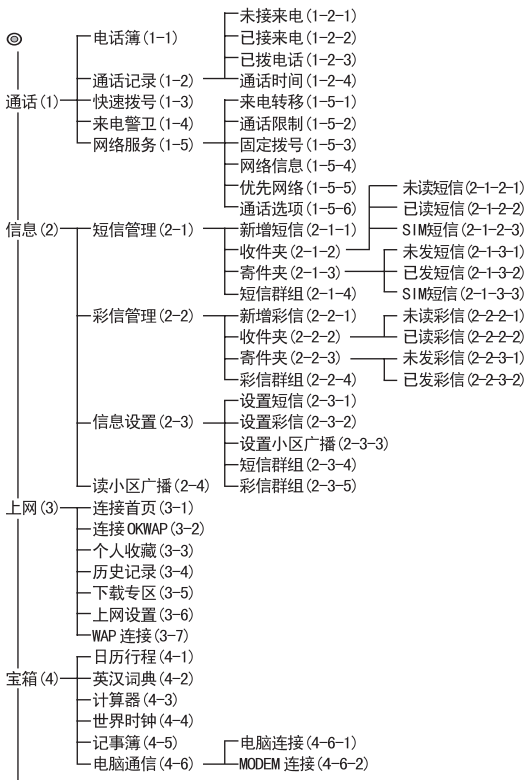 通话(1)
电话簿(1-1)
通话记录(1-2)
未接来电(1-2-1)
已接来电(1-2-2)
已拨电话(1-2-3)
通话时间(1-2-4)
快速拨号(1-3)
来电警卫(1-4)
网络服务(1-5)
来电转移(1-5-1)
通话限制(1-5-2)
固定拨号(1-5-3)
网络信息(1-5-4)
优先网络(1-5-5)
通话选项(1-5-6)
信息(2)
短信管理(2-1)
新增短信(2-1-1)
收件夹(2-1-2)
未读短信(2-1-2-1)
已读短信(2-1-2-2)
SIM短信(2-1-2-3)
寄件夹(2-1-3)
未发短信(2-1-3-1)
已发短信(2-1-3-2)
SIM短信(2-1-3-3)
短信群组(2-1-4)
彩信管理(2-2)
新增彩信(2-2-1)
收件夹(2-2-2)
未读彩信(2-2-2-1)
已读彩信(2-2-2-2)
寄件夹(2-2-3)
未发彩信(2-2-3-1)
已发彩信(2-2-3-2)
彩信群组(2-2-4)
信息设置(2-3)
设置短信(2-3-1)
设置彩信(2-3-2)
设置小区广播(2-3-3)
短信群组(2-3-4)
彩信群组(2-3-5)
读小区广播(2-4)
上网(3)
连接首页(3-1)
连接OKWAP(3-2)
个人收藏(3-3)
历史记录(3-4)
下载专区(3-5)
上网设置(3-6)
WAP 连接(3-7)
宝箱(4)
日历行程(4-1)
英汉词典(4-2)
计算器(4-3)
世界时钟(4-4)
记事簿(4-5)
电脑通信(4-6)
电脑连接(4-6-1)
MODEM 连接(4-6-2)